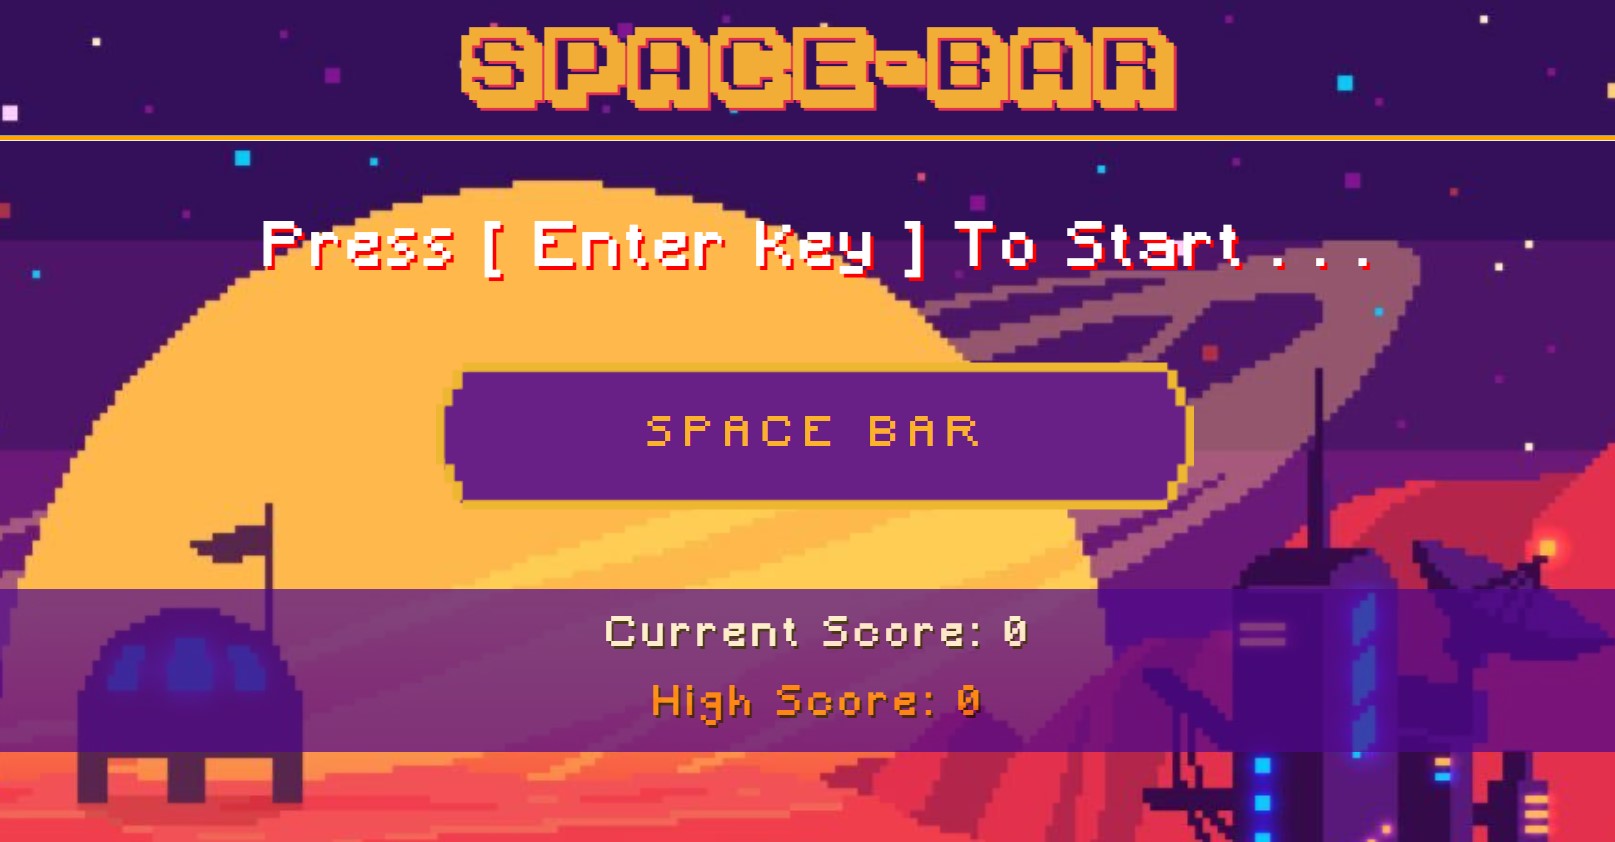 SPACE-BAR
Press [ Enter key ] To Start . . .
SPACE BAR
Current Score: 0
High Score: 0